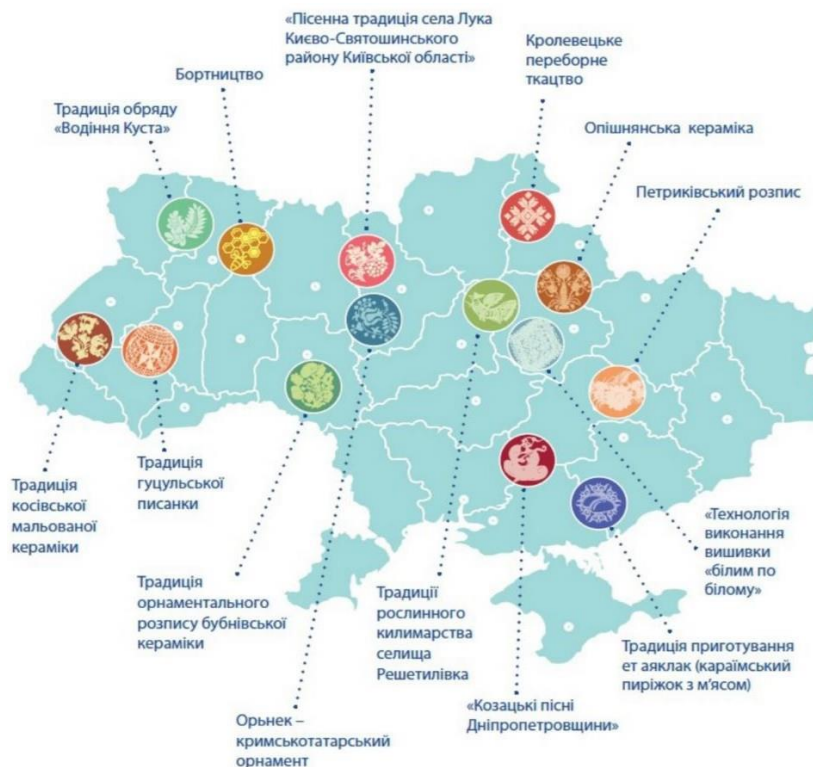 «Пісенна традиція села Лука
Києво-Святошинського
району Київської області»
Кролевецьке
переборне
ткацтво
Бортництво
Традиція обряду
«Водіння Куста»
Опішнянська кераміка
Петриківський розпис
Традиція
косівської
мальованої
кераміки
Традиція
гуцульської
писанки
Традиція
орнаментального
розпису бубнівської
кераміки
Орьнек –
кримськотатарський
орнамент
Традиції
рослинного
килимарства
селища
Решетилівка
«Козацькі пісні
Дніпропетровщини»
«Технологія
виконання
вишивки
«білим по
білому»
Традиція приготування
ет аяклак (караїмський
пиріжок з м'ясом)